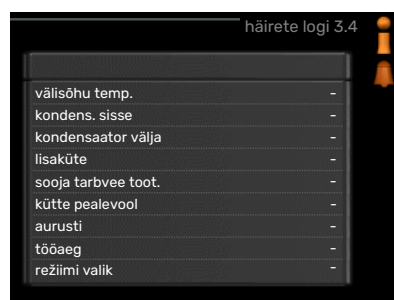 häirete logi 3.4
välisõhu temp. -
kondens. sisse -
kondensaator välja -
lisaküte -
sooja tarbvee toot. -
kütte pealevool -
aurusti -
tööaeg -
režiimi valik -